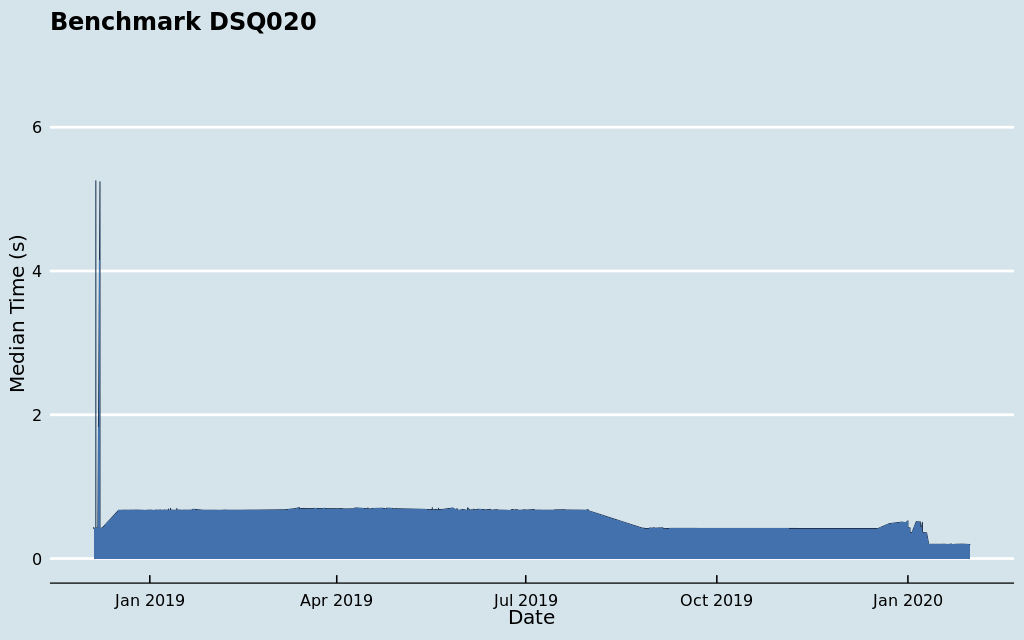 Benchmark DSQ020
6
4
2
0
Median Time (s)
Jan 2019
Apr 2019
Jul 2019
Oct 2019
Jan 2020
Date